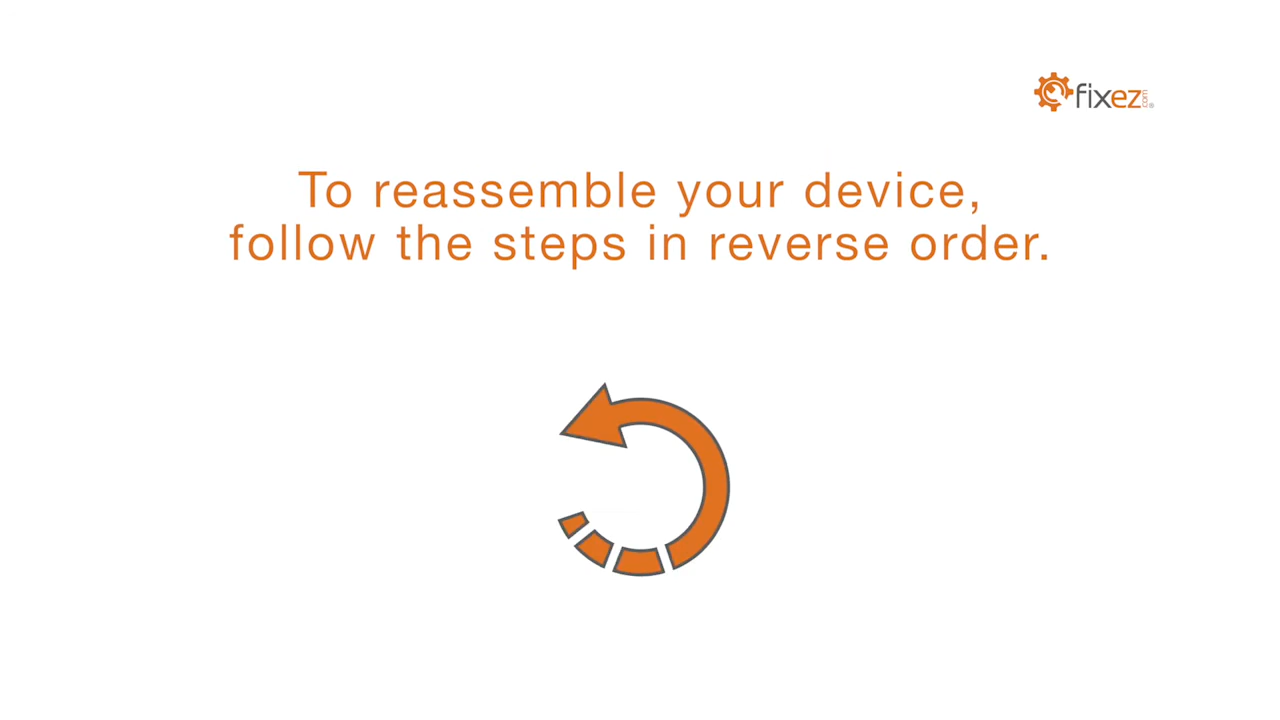 fixez.com
To reassemble your device,
follow the steps in reverse order.